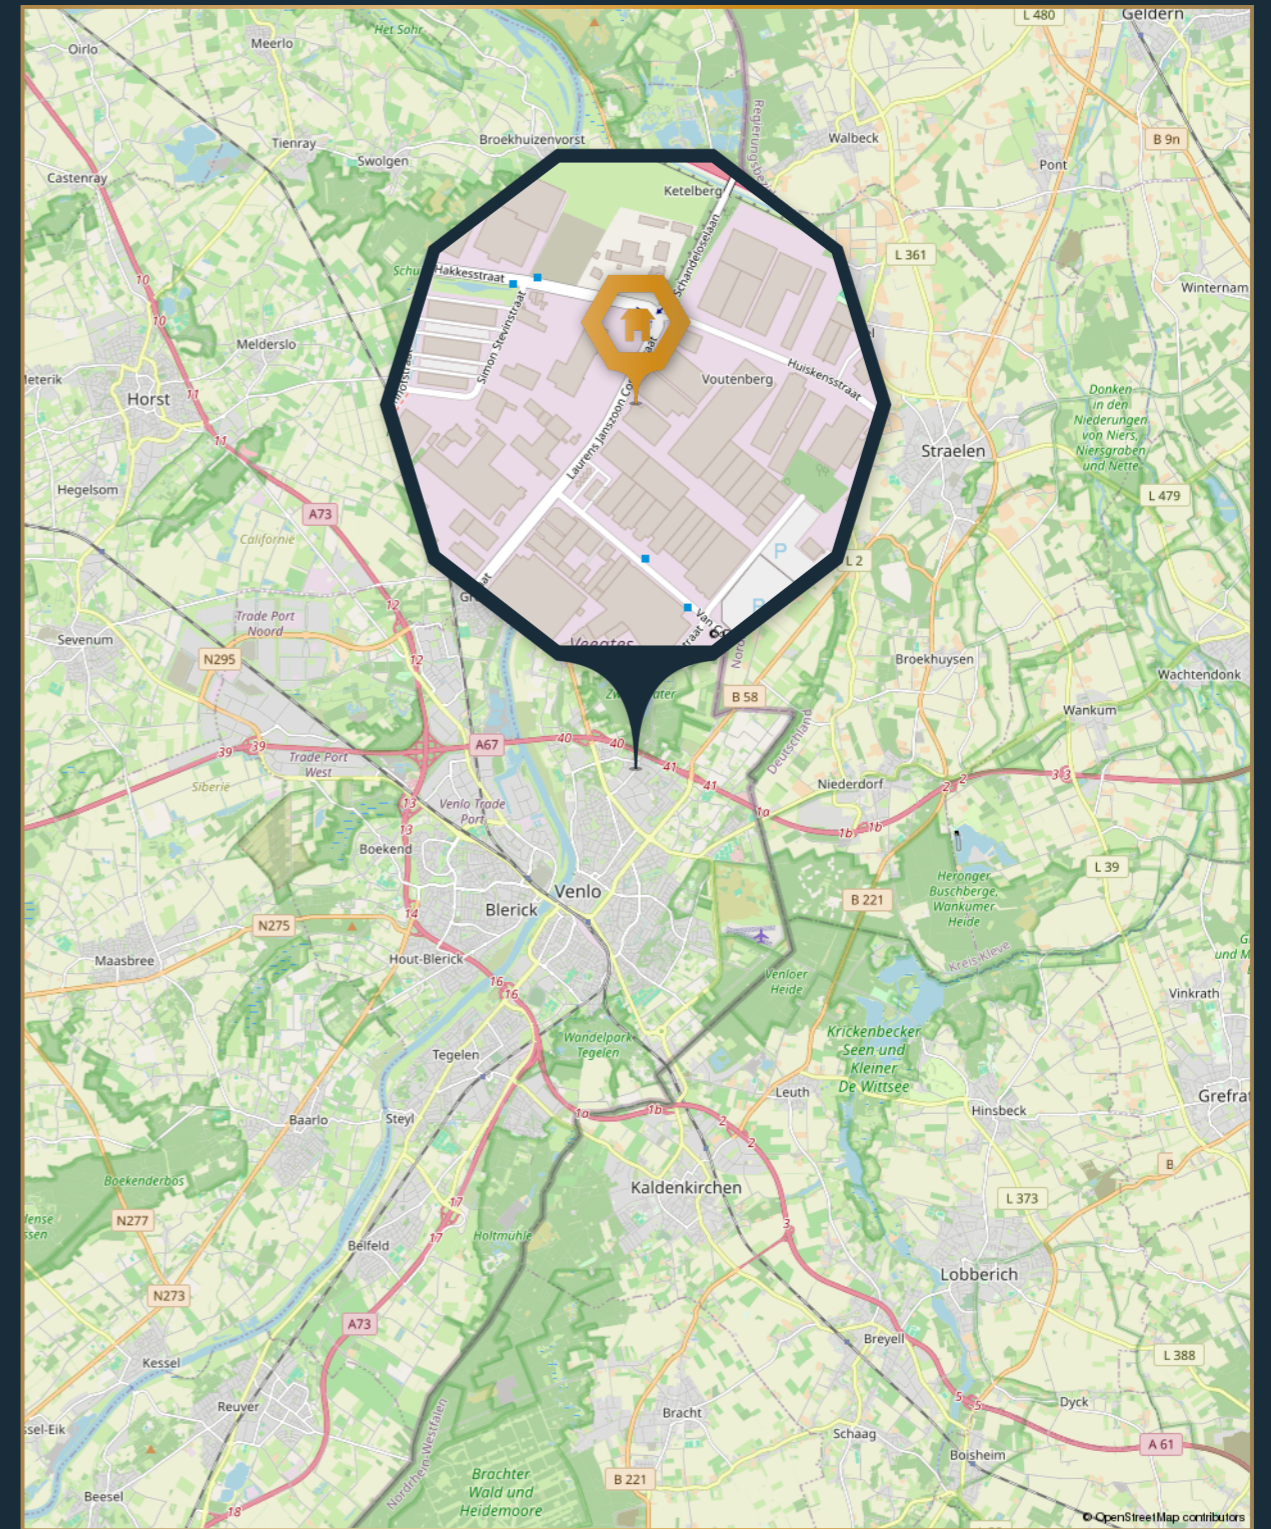 L 480
Geldern
Oirlo
Meerlo
Het Sohr
Tienray
Broekhuizenvorst
Swolgen
Walbeck
B 9n
Pont
Castenray
Ketelberg
Schandeloselaan
L 361
Hakkesstraat
Simon Stevinstraat
10
10
Winternam
Melderslo
Horst
11
11
Huiskensstraat
Voutenberg
Laurens Janszoon Co
Donken
in den
Niederungen
von Niers,
Niersgraben
und Nette
Straelen
Hegelsom
A73
L 479
Californie
P
L 2
12
12
Trade Port
Noord
Sevenum
N295
Veegtes
Van C
B 58
Broekhuysen
Wachtendonk
Wankum
Deutschland
39
39
A67
40
40
41
41
Trade Port
West
Siberie
Niederdorf
2
2
3
3
13
13
Venlo Trade
Port
1a
1b
1b
Boekend
L 39
Heronger
Buschberge,
Wankumer
Heide
Venlo
Blerick
B 221
14
N275
Maasbree
Hout-Blerick
Kreis Kleve
Venloer
Heide
16
16
Vinkrath
Krickenbecker
Seen und
Kleiner
De Wittsee
Wandelpark
Tegelen
Tegelen
Leuth
Hinsbeck
Baarlo
Steyl
1a
1b
2
2
Boekenderbos
Kaldenkirchen
B
L 373
N277
17
17
Belfeld
Holtmühle
3
Lobberich
N273
A73
Breyell
L 388
Kessel
5
5
Reuver
Bracht
Dyck
Schaag
A 61
Boisheim
Nordrhein-Westfalen
B 221
Brachter
Wald und
Heidemoore
Beesel
18
© OpenStreetMap contributors